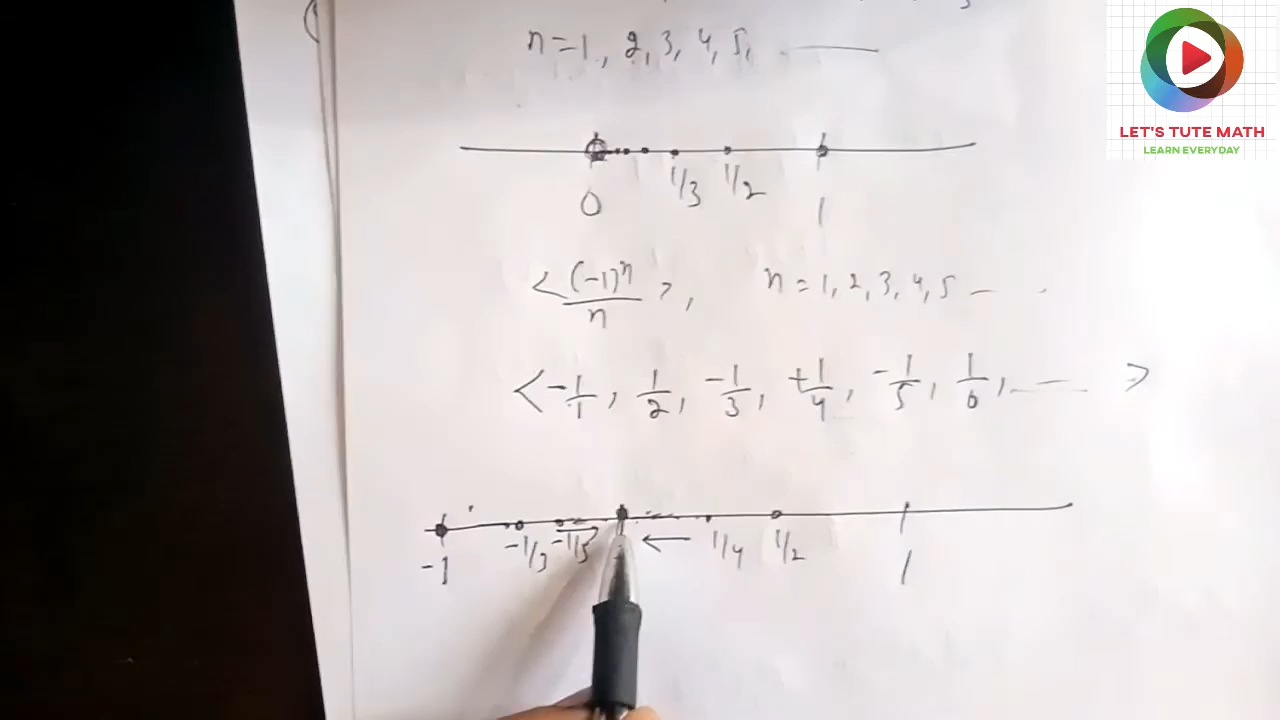 n = 1, 2, 3, 4, 5,
LET'S TUTE MATH
LEARN EVERYDAY
0 1/3 1/2 1
< (-1)^n / n >, n = 1, 2, 3, 4, 5 - -
< -1/1, 1/2, -1/3, +1/4, -1/5, 1/6, ... >
-1 -1/3 -1/5 ← 1/4 1/2 1